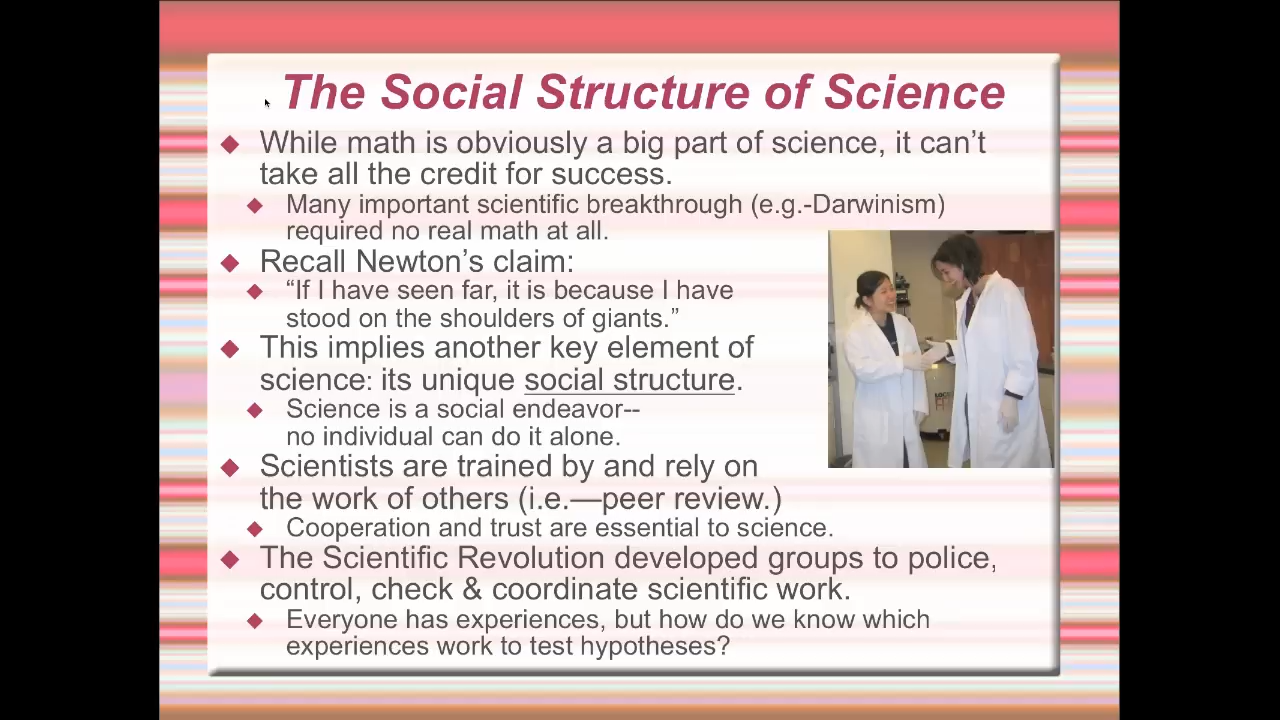 The Social Structure of Science
While math is obviously a big part of science, it can't
take all the credit for success.
Many important scientific breakthrough (e.g.-Darwinism)
required no real math at all.
Recall Newton's claim:
“If I have seen far, it is because I have
stood on the shoulders of giants.”
This implies another key element of
science: its unique social structure.
Science is a social endeavor--
no individual can do it alone.
Scientists are trained by and rely on
the work of others (i.e.—peer review.)
Cooperation and trust are essential to science.
The Scientific Revolution developed groups to police,
control, check & coordinate scientific work.
Everyone has experiences, but how do we know which
experiences work to test hypotheses?